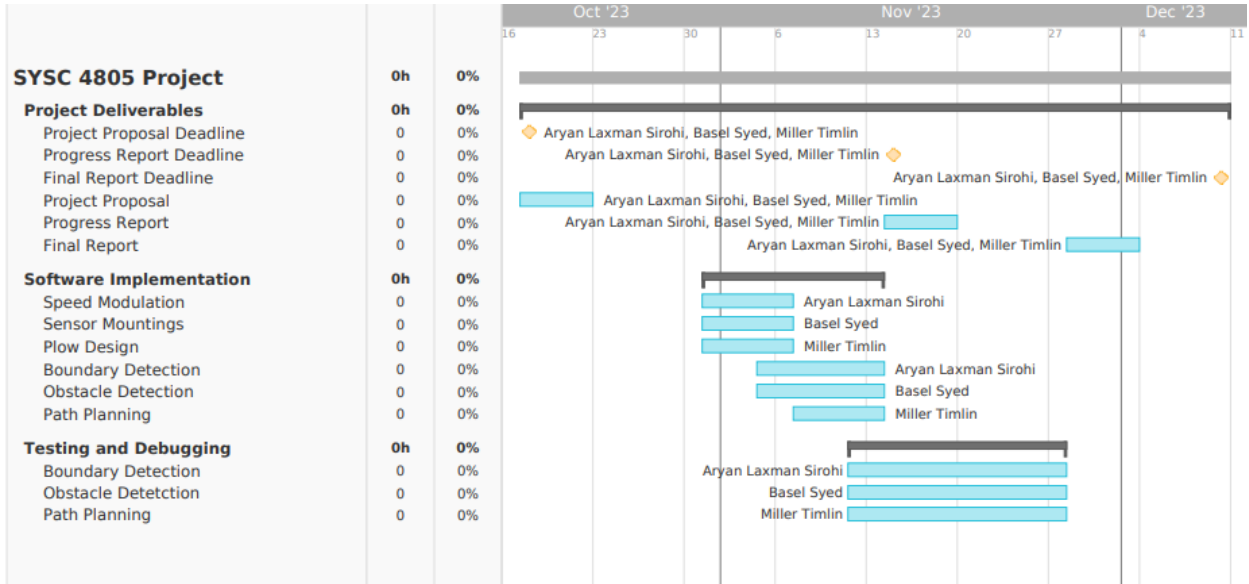 Oct '23 Nov '23 Dec '23
16 23 30 6 13 20 27 4 11
SYSC 4805 Project 0h 0%
Project Deliverables 0h 0%
Project Proposal Deadline 0 0% Aryan Laxman Sirohi, Basel Syed, Miller Timlin
Progress Report Deadline 0 0% Aryan Laxman Sirohi, Basel Syed, Miller Timlin
Final Report Deadline 0 0% Aryan Laxman Sirohi, Basel Syed, Miller Timlin
Project Proposal 0 0% Aryan Laxman Sirohi, Basel Syed, Miller Timlin
Progress Report 0 0% Aryan Laxman Sirohi, Basel Syed, Miller Timlin
Final Report 0 0% Aryan Laxman Sirohi, Basel Syed, Miller Timlin
Software Implementation 0h 0%
Speed Modulation 0 0% Aryan Laxman Sirohi
Sensor Mountings 0 0% Basel Syed
Plow Design 0 0% Miller Timlin
Boundary Detection 0 0% Aryan Laxman Sirohi
Obstacle Detection 0 0% Basel Syed
Path Planning 0 0% Miller Timlin
Testing and Debugging 0h 0%
Boundary Detection 0 0% Aryan Laxman Sirohi
Obstacle Detetction 0 0% Basel Syed
Path Planning 0 0% Miller Timlin